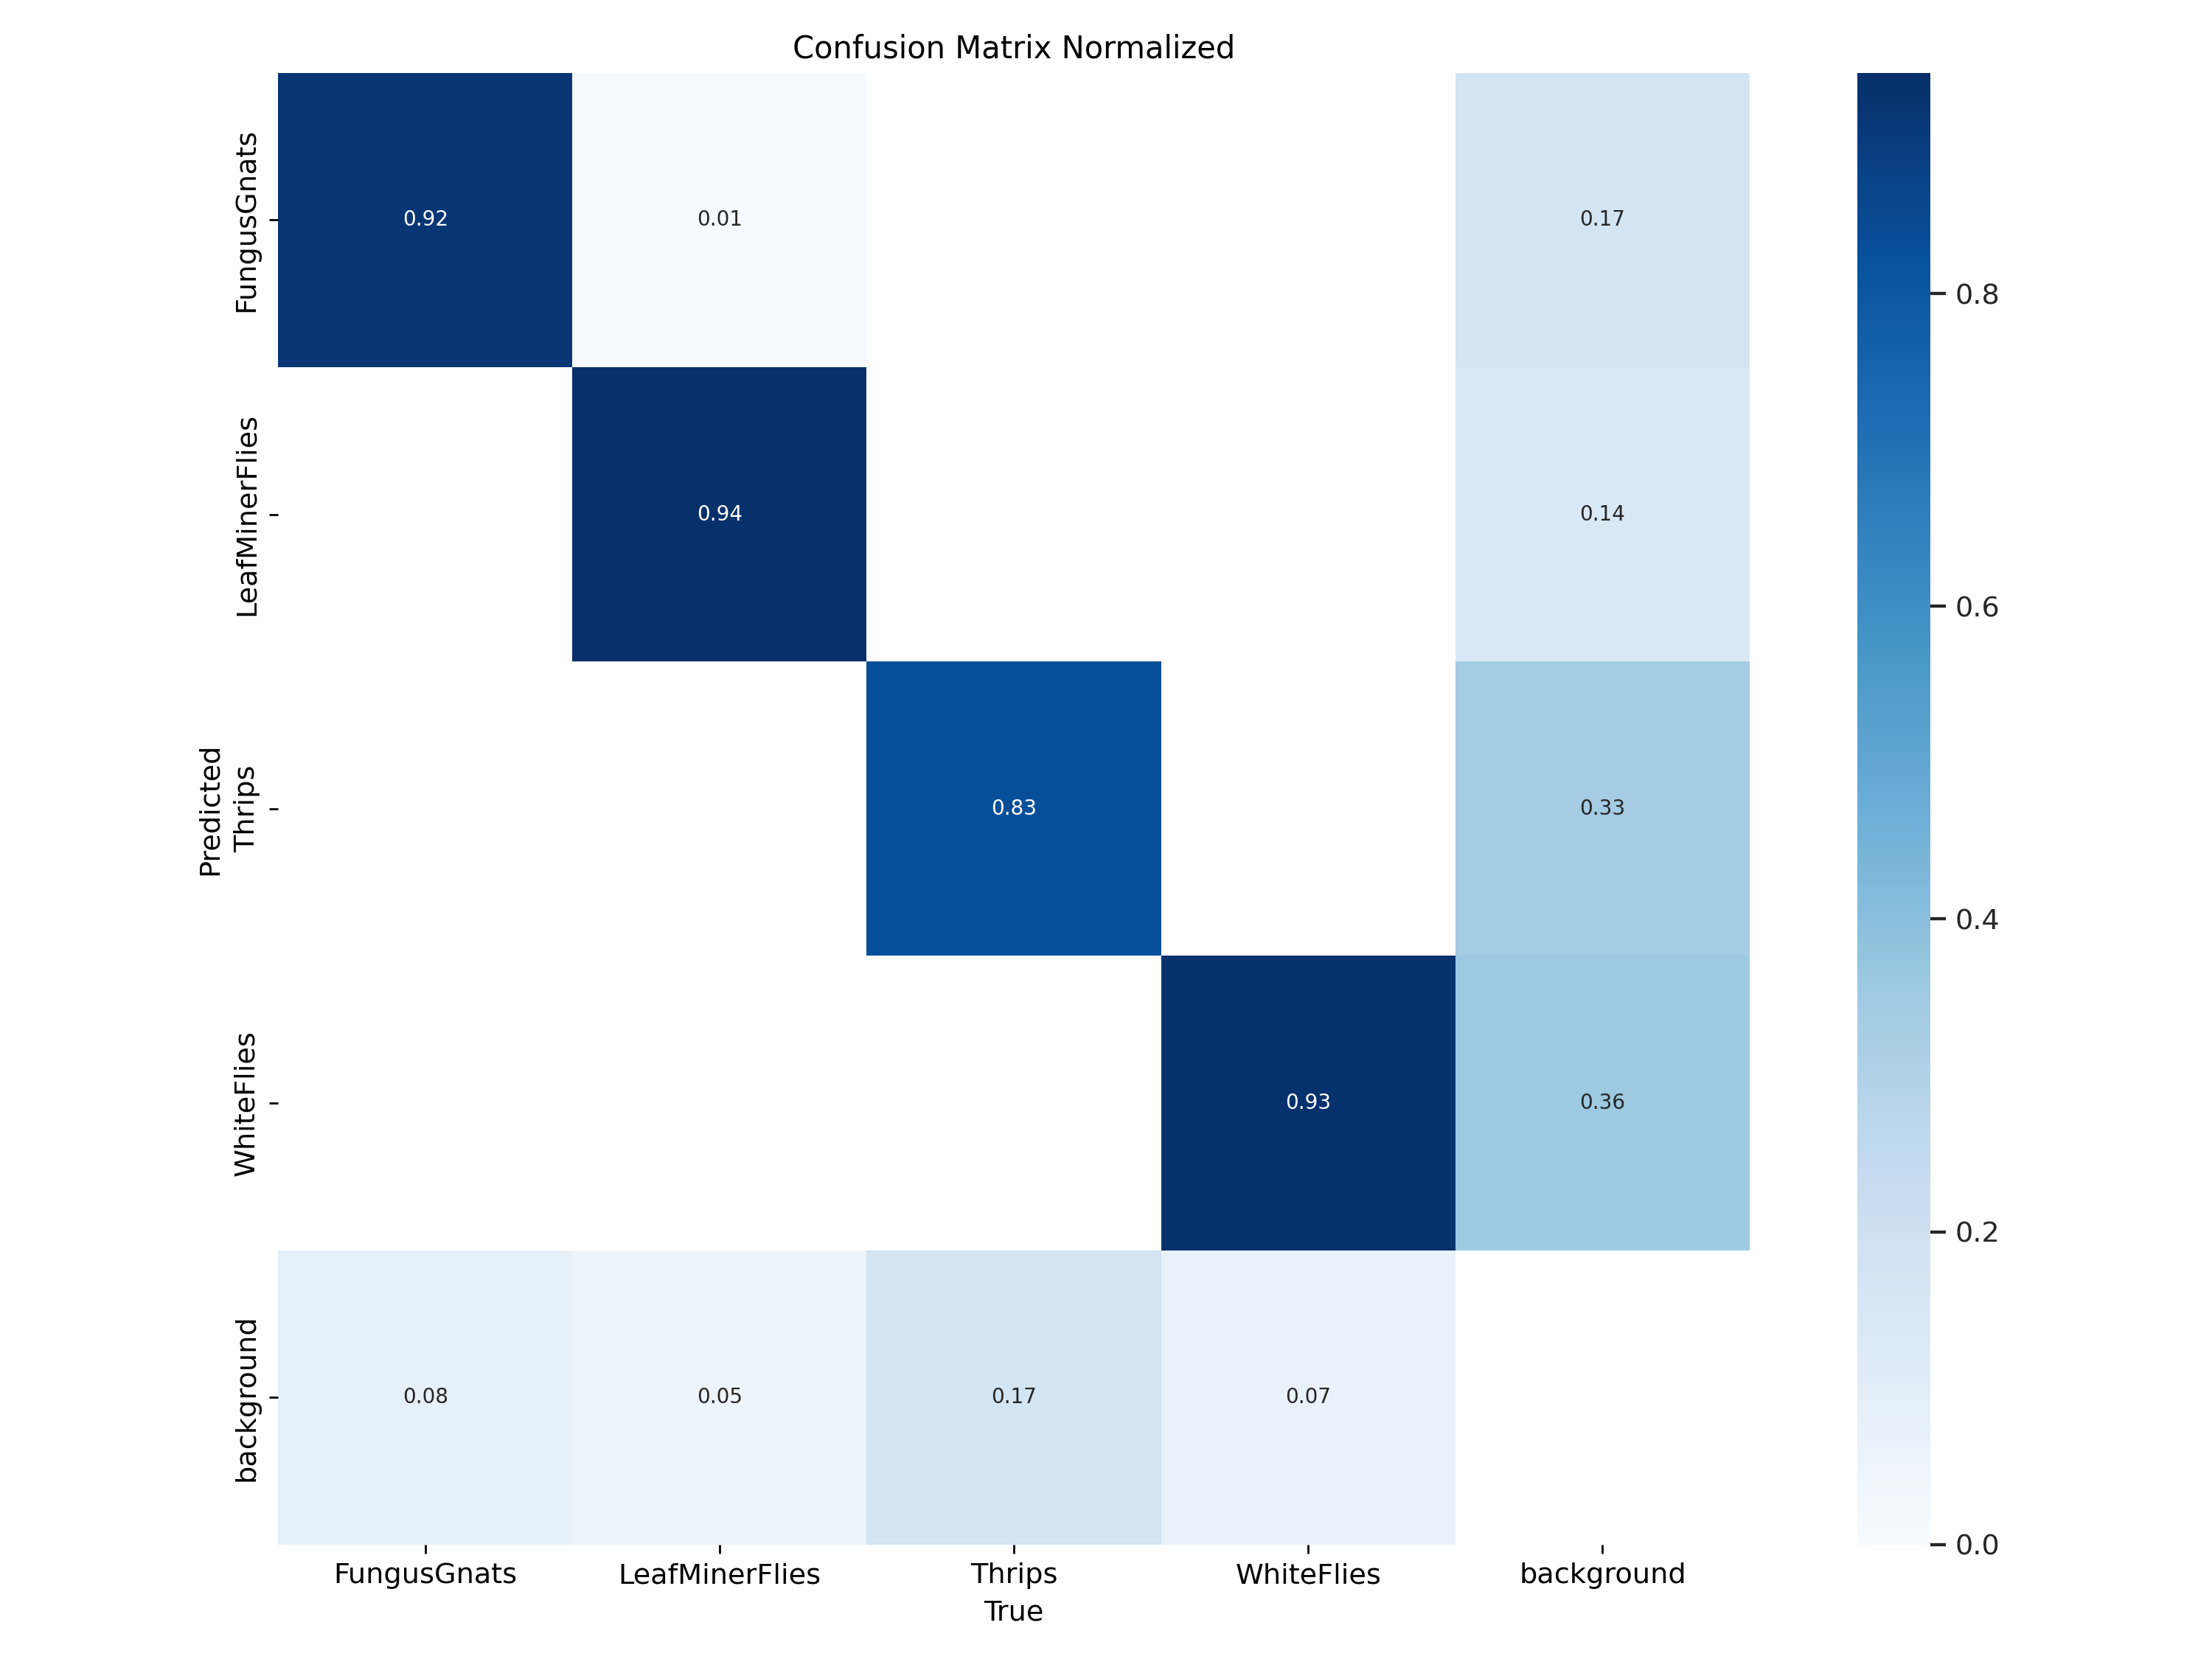 Confusion Matrix Normalized
FungusGnats
0.92
0.01
0.17
0.8
LeafMinerFlies
0.94
0.14
0.6
Predicted
Thrips
0.83
0.33
0.4
WhiteFlies
0.93
0.36
0.2
background
0.08
0.05
0.17
0.07
0.0
FungusGnats
LeafMinerFlies
Thrips
WhiteFlies
background
True